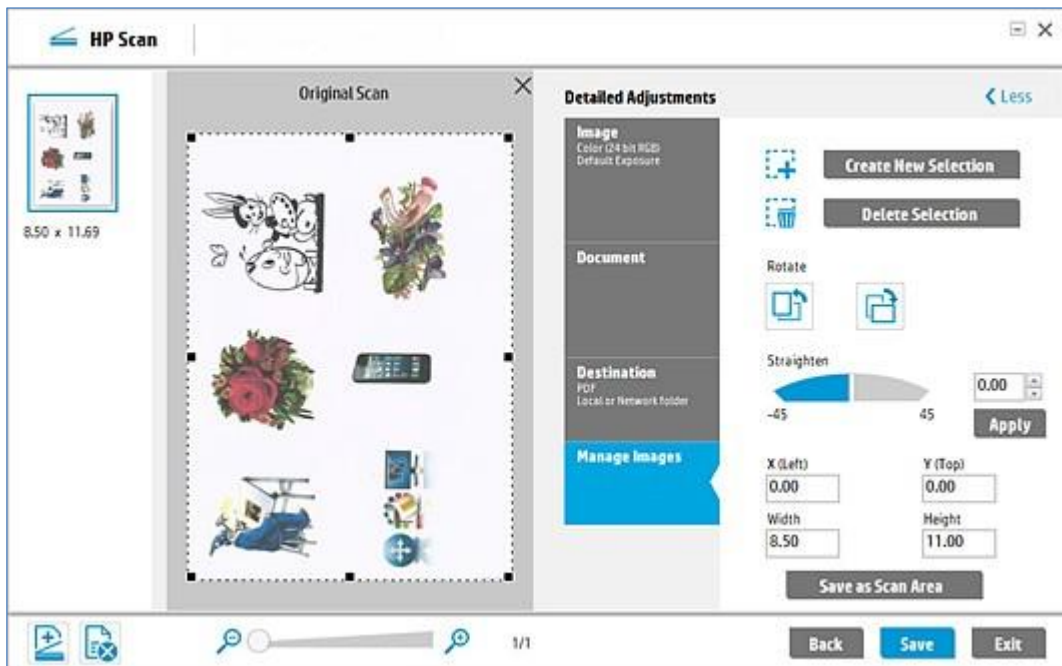 HP Scan
8.50 x 11.69
Original Scan
Detailed Adjustments
Less
Image
Color (24 bit RGB)
Default Exposure
Document
Destination
PDF
Local or Network folder
Manage Images
Create New Selection
Delete Selection
Rotate
Straighten
0.00
-45 45
Apply
X (Left) Y (Top)
0.00 0.00
Width Height
8.50 11.00
Save as Scan Area
1/1
Back Save Exit